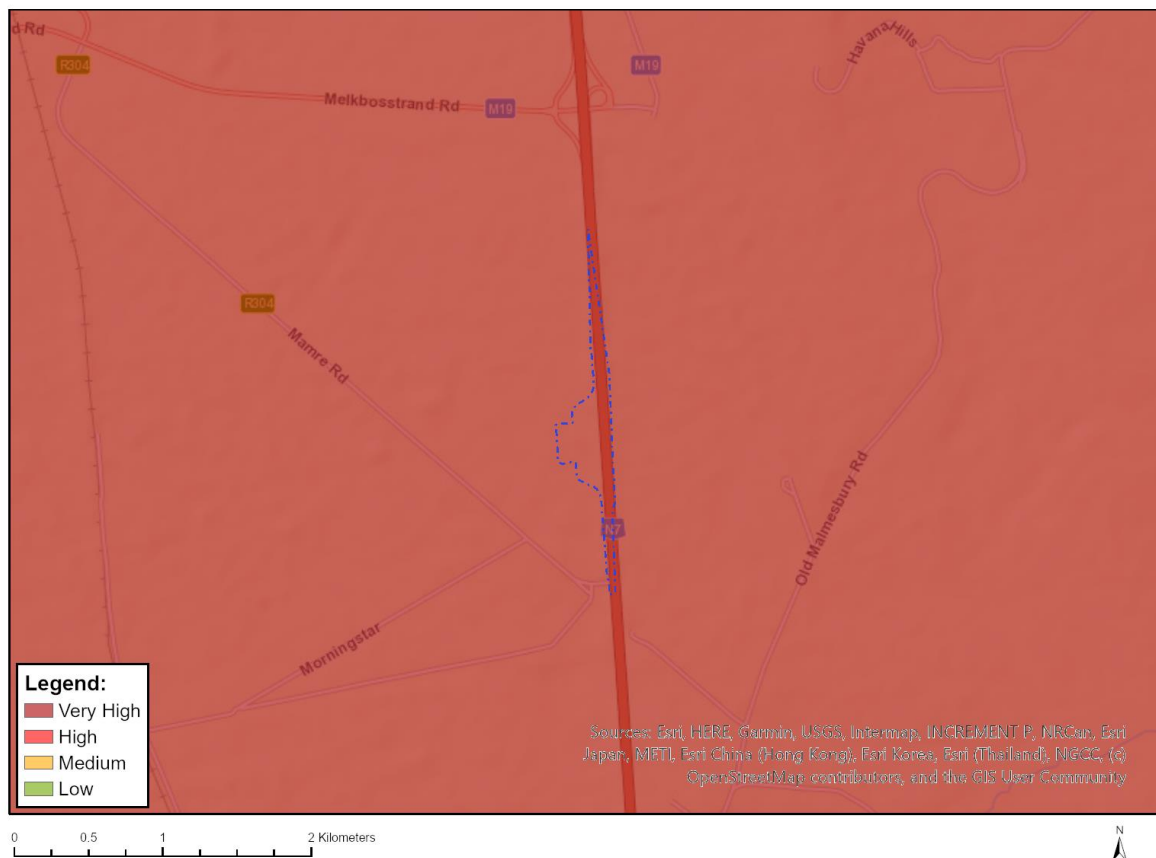 d Rd
R304
Melkbosstrand Rd
M19
M19
Havana Hills
R304
Mamre Rd
Old Malmesbury Rd
N7
Morningstar
Legend:
Very High
High
Medium
Low
Sources: Esri, HERE, Garmin, USGS, Intermap, INCREMENT P, NRCan, Esri
Japan, METI, Esri China (Hong Kong), Esri Korea, Esri (Thailand), NGCC, (c)
OpenStreetMap contributors, and the GIS User Community
0 0.5 1 2 Kilometers
N